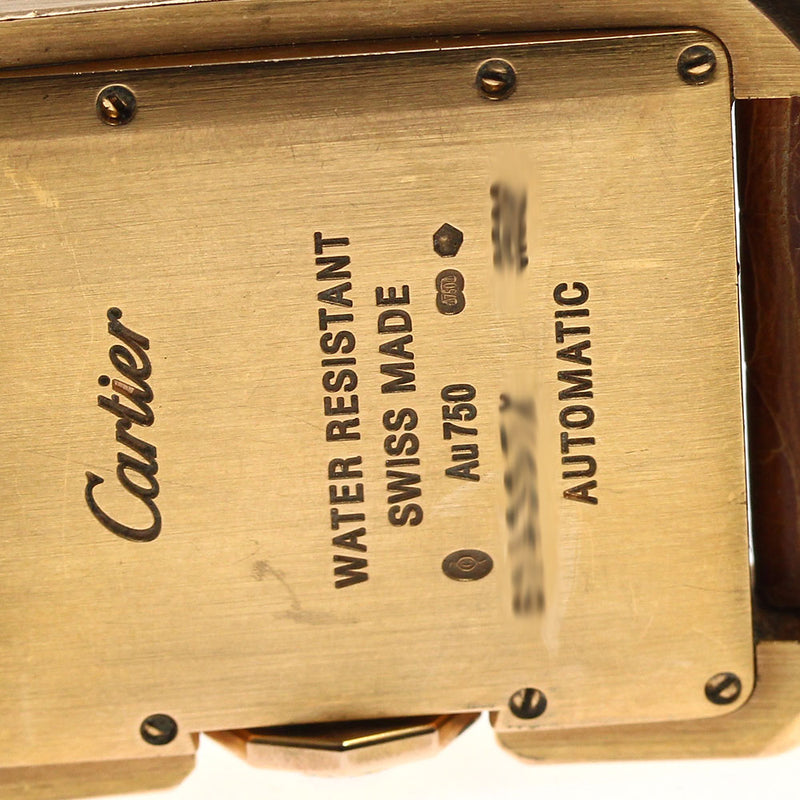 Cartier
WATER RESISTANT
SWISS MADE
Au750
AUTOMATIC